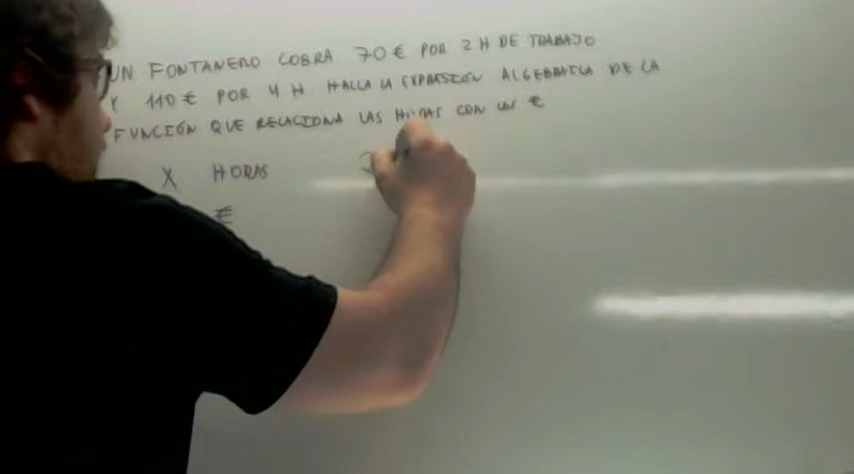 UN FONTANERO COBRA 70 € POR 2 H DE TRABAJO
Y 110 € POR 4 H HALLA LA EXPRESIÓN ALGEBRAICA DE LA
FUNCIÓN QUE RELACIONA LAS HORAS CON LOS €
X HORAS
€